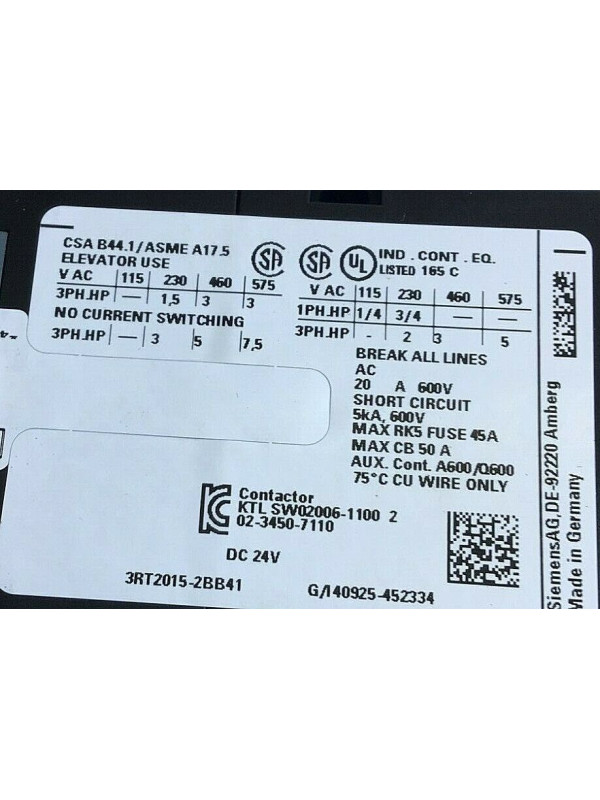 CSA B44.1/ASME A17.5
ELEVATOR USE
V AC | 115 | 230 | 460 | 575
3PH.HP | — | 1,5 | 3 | 3
NO CURRENT SWITCHING
3PH.HP | — | 3 | 5 | 7,5
IND . CONT . EQ.
UL LISTED 165 C
V AC | 115 | 230 | 460 | 575
1PH.HP | 1/4 | 3/4 | — | —
3PH.HP | - | 2 | 3 | 5
BREAK ALL LINES
AC
20 A 600V
SHORT CIRCUIT
5kA, 600V
MAX RK5 FUSE 45A
MAX CB 50 A
AUX. Cont. A600/Q600
75°C CU WIRE ONLY
Contactor
KTL SW02006-1100 2
02-3450-7110
DC 24V
3RT2015-2BB41
G/140925-452334
SiemensAG,DE-92220 Amberg
Made in Germany